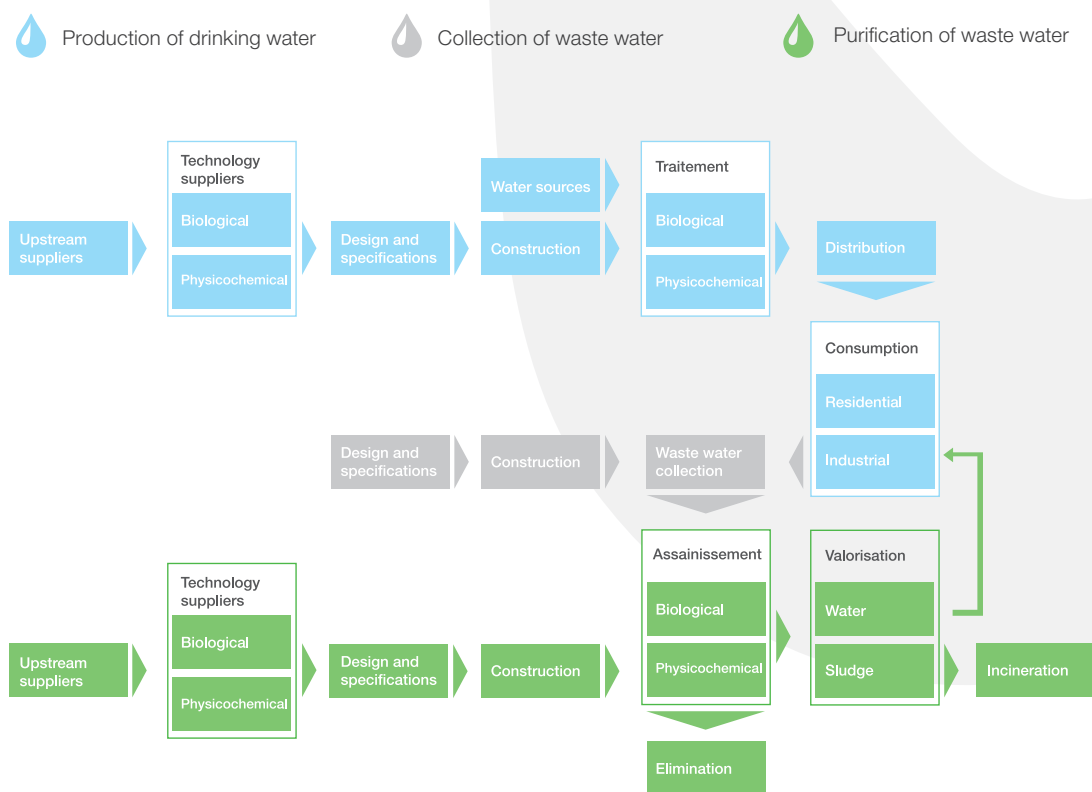 Production of drinking water
Collection of waste water
Purification of waste water
Technology
suppliers
Biological
Physicochemical
Upstream
suppliers
Design and
specifications
Water sources
Construction
Traitement
Biological
Physicochemical
Distribution
Consumption
Residential
Industrial
Design and
specifications
Construction
Waste water
collection
Upstream
suppliers
Technology
suppliers
Biological
Physicochemical
Design and
specifications
Construction
Assainissement
Biological
Physicochemical
Elimination
Valorisation
Water
Sludge
Incineration